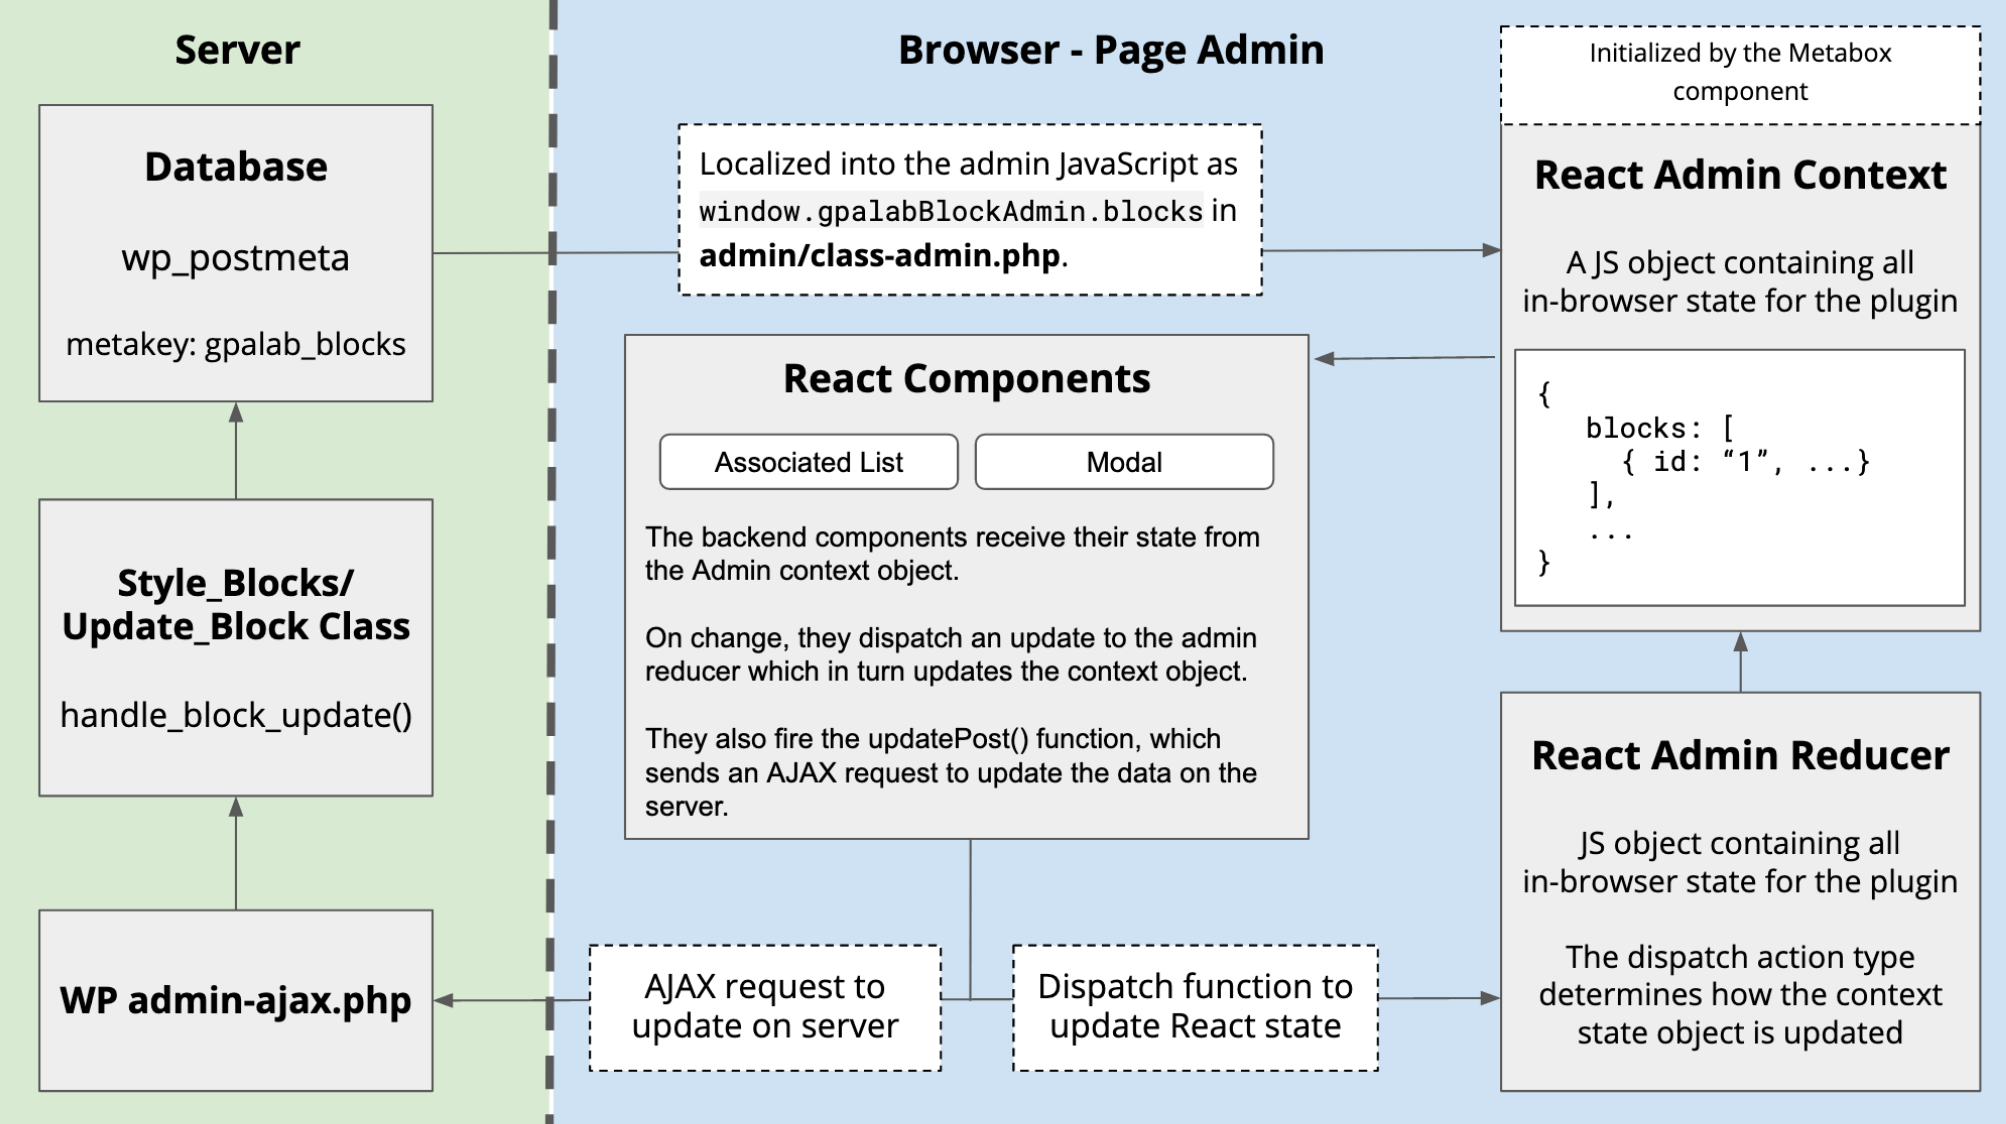 Server
Database
wp_postmeta
metakey: gpalab_blocks
Style_Blocks/
Update_Block Class
handle_block_update()
WP admin-ajax.php
Browser - Page Admin
Localized into the admin JavaScript as
window.gpalabBlockAdmin.blocks in
admin/class-admin.php.
React Components
Associated List
Modal
The backend components receive their state from
the Admin context object.
On change, they dispatch an update to the admin
reducer which in turn updates the context object.
They also fire the updatePost() function, which
sends an AJAX request to update the data on the
server.
AJAX request to
update on server
Dispatch function to
update React state
Initialized by the Metabox
component
React Admin Context
A JS object containing all
in-browser state for the plugin
{
blocks: [
{ id: “1”, ...}
],
...
}
React Admin Reducer
JS object containing all
in-browser state for the plugin
The dispatch action type
determines how the context
state object is updated